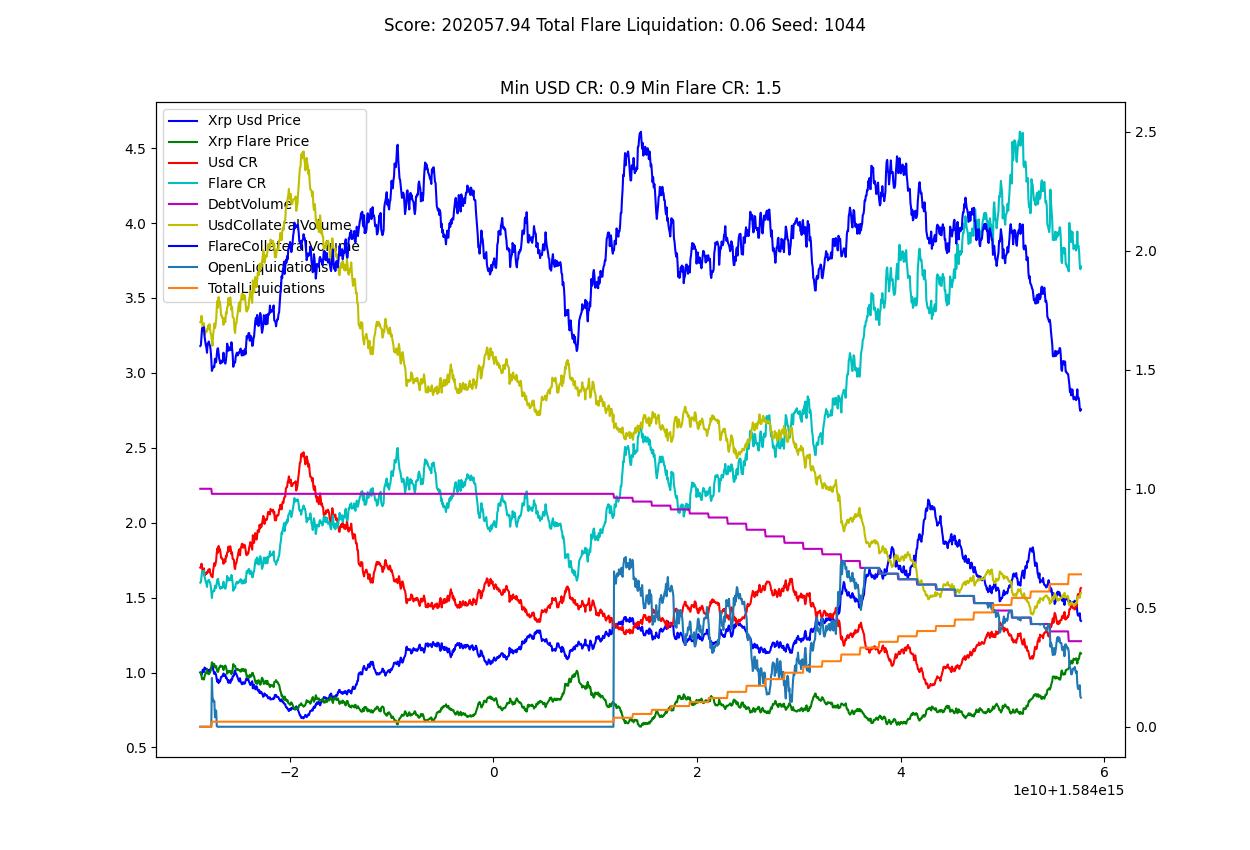 Score: 202057.94 Total Flare Liquidation: 0.06 Seed: 1044
Min USD CR: 0.9 Min Flare CR: 1.5
Xrp Usd Price
Xrp Flare Price
Usd CR
Flare CR
DebtVolume
UsdCollateralVolume
FlareCollateralVolume
OpenLiquidations
TotalLiquidations
4.5
4.0
3.5
3.0
2.5
2.0
1.5
1.0
0.5
2.5
2.0
1.5
1.0
0.5
0.0
−2
0
2
4
6
1e10+1.584e15